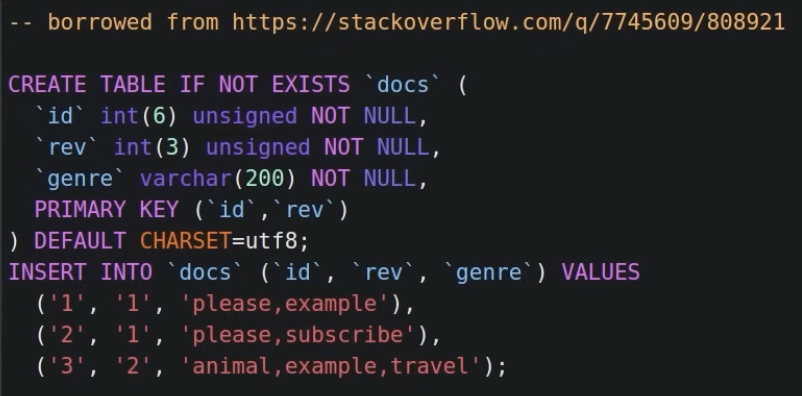 -- borrowed from https://stackoverflow.com/q/7745609/808921
CREATE TABLE IF NOT EXISTS `docs` (
  `id` int(6) unsigned NOT NULL,
  `rev` int(3) unsigned NOT NULL,
  `genre` varchar(200) NOT NULL,
  PRIMARY KEY (`id`,`rev`)
) DEFAULT CHARSET=utf8;
INSERT INTO `docs` (`id`, `rev`, `genre`) VALUES
  ('1', '1', 'please,example'),
  ('2', '1', 'please,subscribe'),
  ('3', '2', 'animal,example,travel');